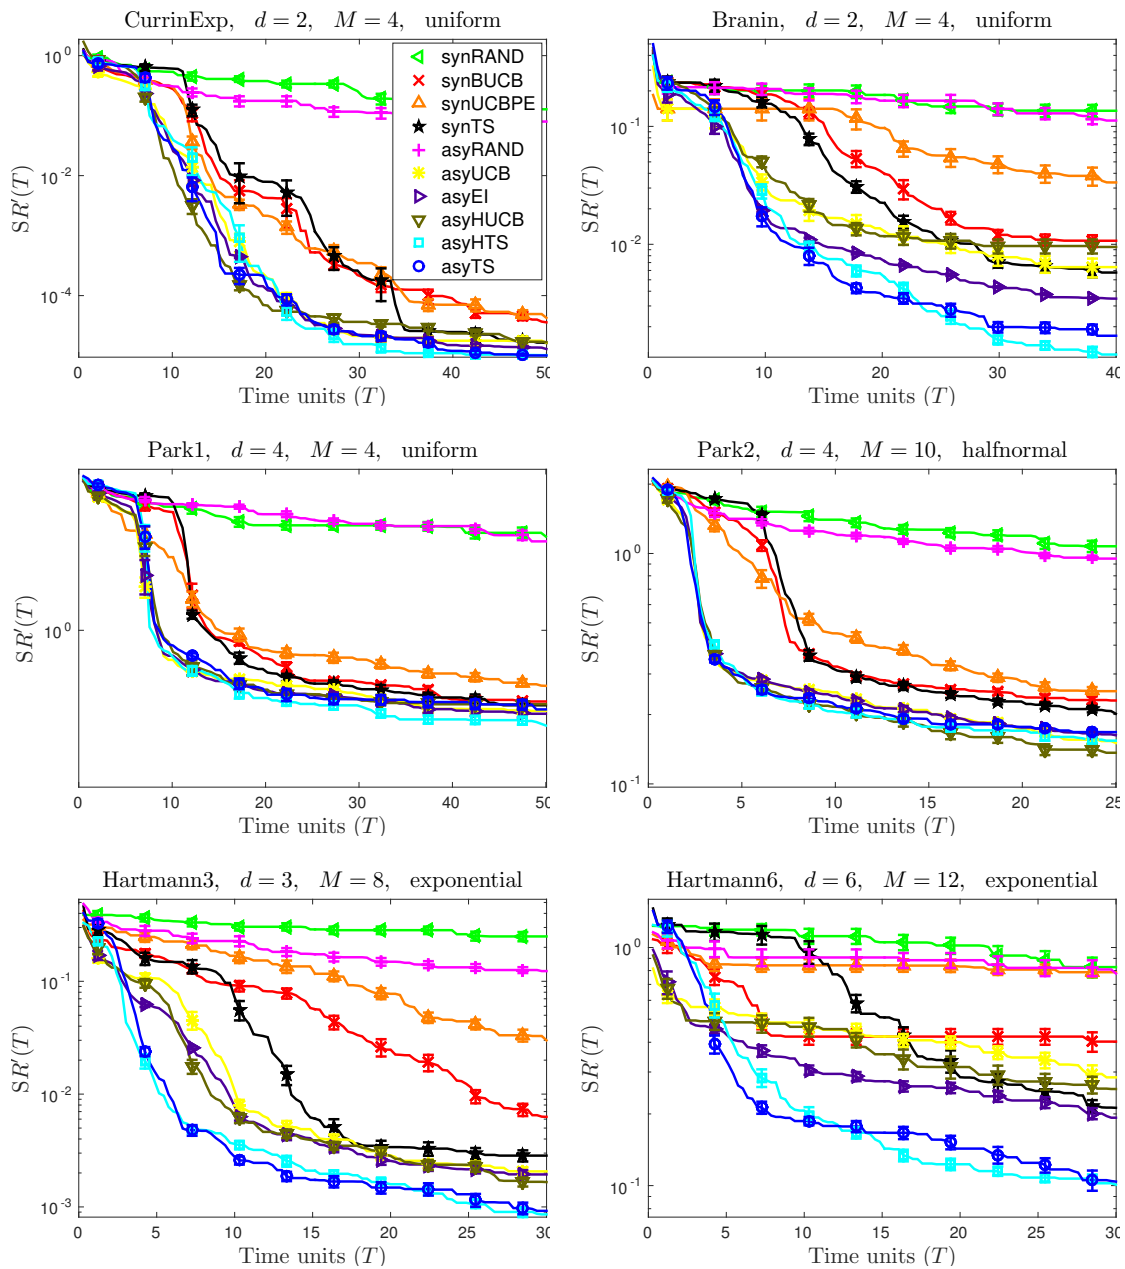 CurrinExp, d = 2, M = 4, uniform
SR′(T)
10^0
10^-2
10^-4
0 10 20 30 40 50
Time units (T)
synRAND
synBUCB
synUCBPE
synTS
asyRAND
asyUCB
asyEI
asyHUCB
asyHTS
asyTS
Branin, d = 2, M = 4, uniform
SR′(T)
10^-1
10^-2
0 10 20 30 40
Time units (T)
Park1, d = 4, M = 4, uniform
SR′(T)
10^0
0 10 20 30 40 50
Time units (T)
Park2, d = 4, M = 10, halfnormal
SR′(T)
10^0
10^-1
0 5 10 15 20 25
Time units (T)
Hartmann3, d = 3, M = 8, exponential
SR′(T)
10^-1
10^-2
10^-3
0 5 10 15 20 25 30
Time units (T)
Hartmann6, d = 6, M = 12, exponential
SR′(T)
10^0
10^-1
0 5 10 15 20 25 30
Time units (T)